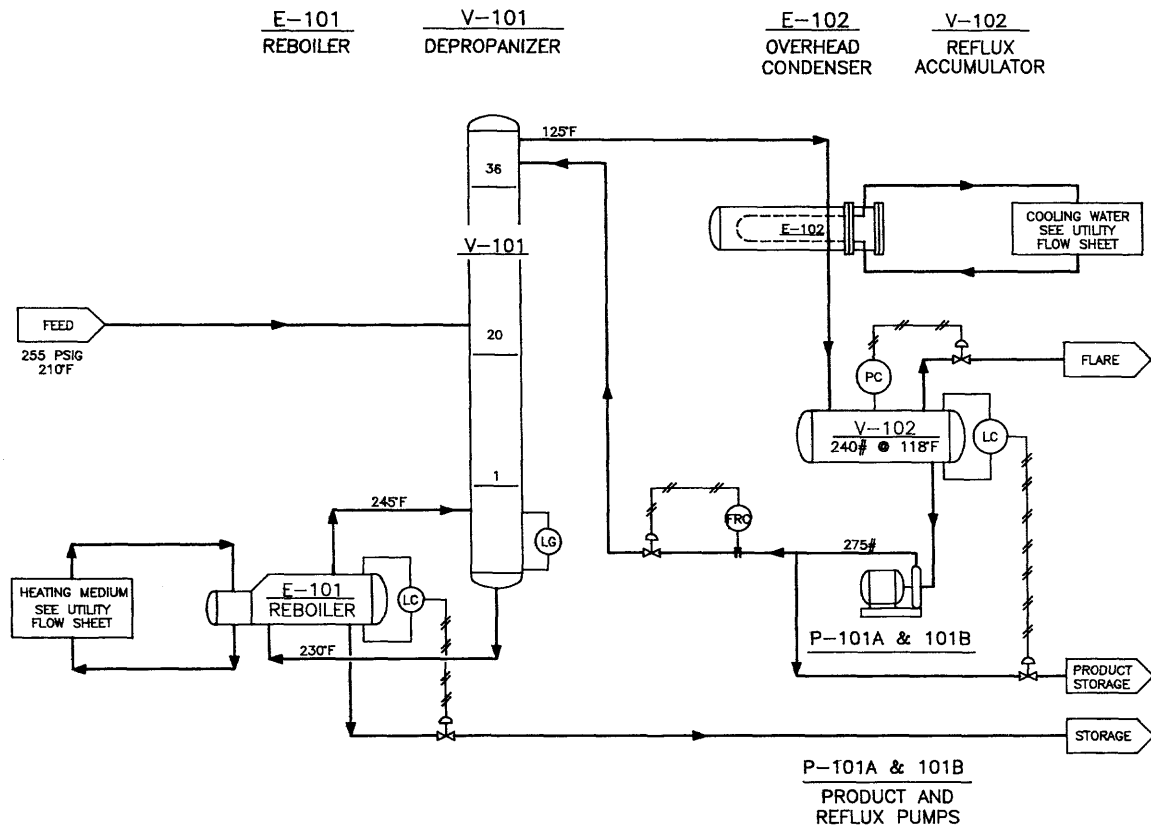 E-101
REBOILER
V-101
DEPROPANIZER
E-102
OVERHEAD
CONDENSER
V-102
REFLUX
ACCUMULATOR
125°F
36
E-102
COOLING WATER
SEE UTILITY
FLOW SHEET
V-101
FEED
255 PSIG
210°F
20
PC
FLARE
V-102
240# @ 118°F
LC
1
245°F
FRC
LG
275#
HEATING MEDIUM
SEE UTILITY
FLOW SHEET
E-101
REBOILER
LC
230°F
P-101A & 101B
PRODUCT
STORAGE
STORAGE
P-101A & 101B
PRODUCT AND
REFLUX PUMPS